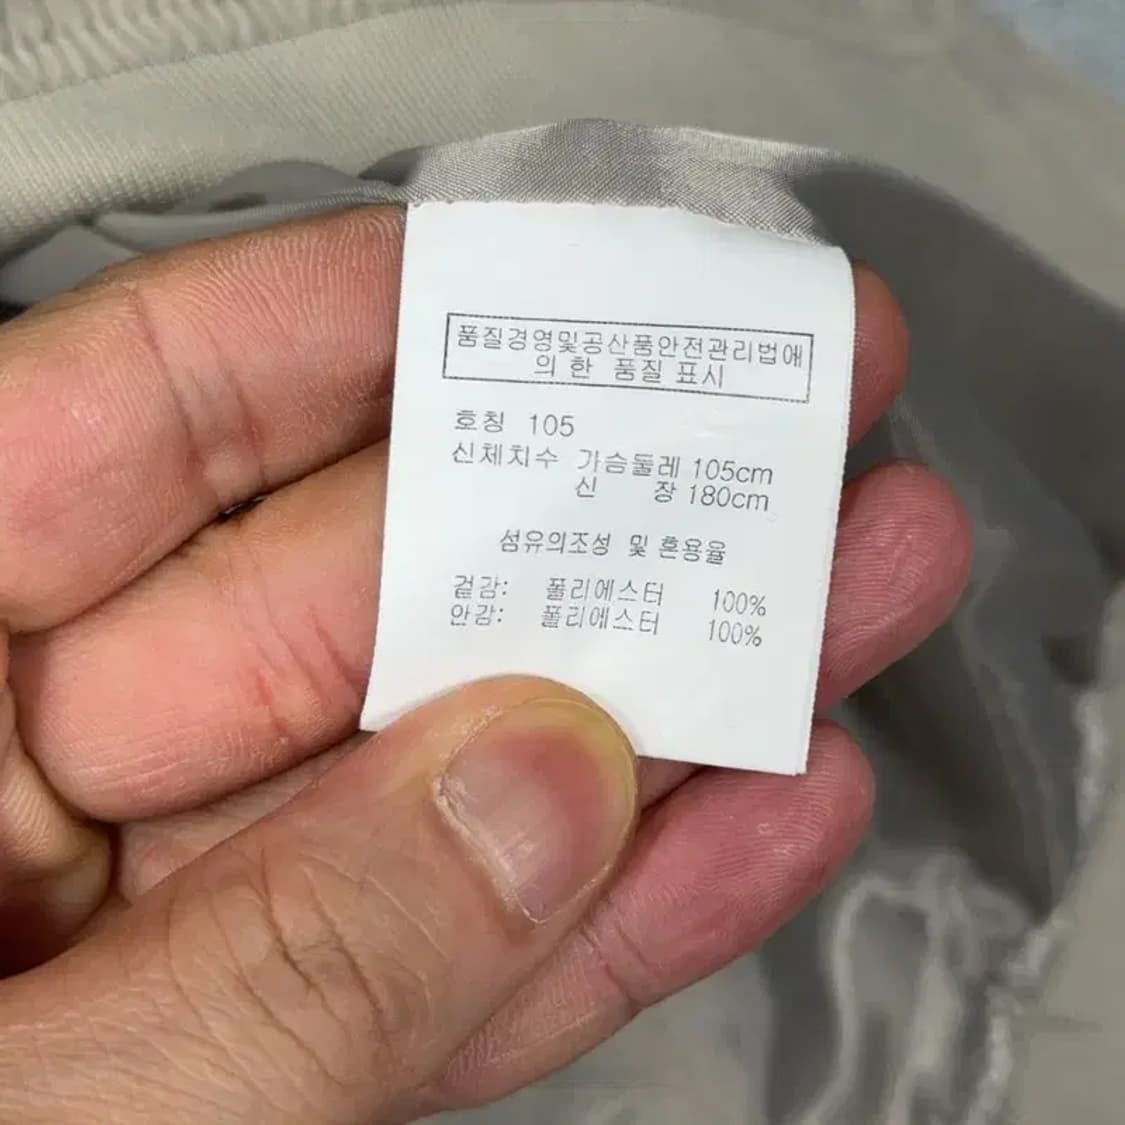 품질경영및공산품안전관리법에
의 한 품질 표시
호칭 105
신체치수 가슴둘레 105cm
신 장 180cm
섬유의조성 및 혼용율
겉감: 폴리에스터 100%
안감: 폴리에스터 100%